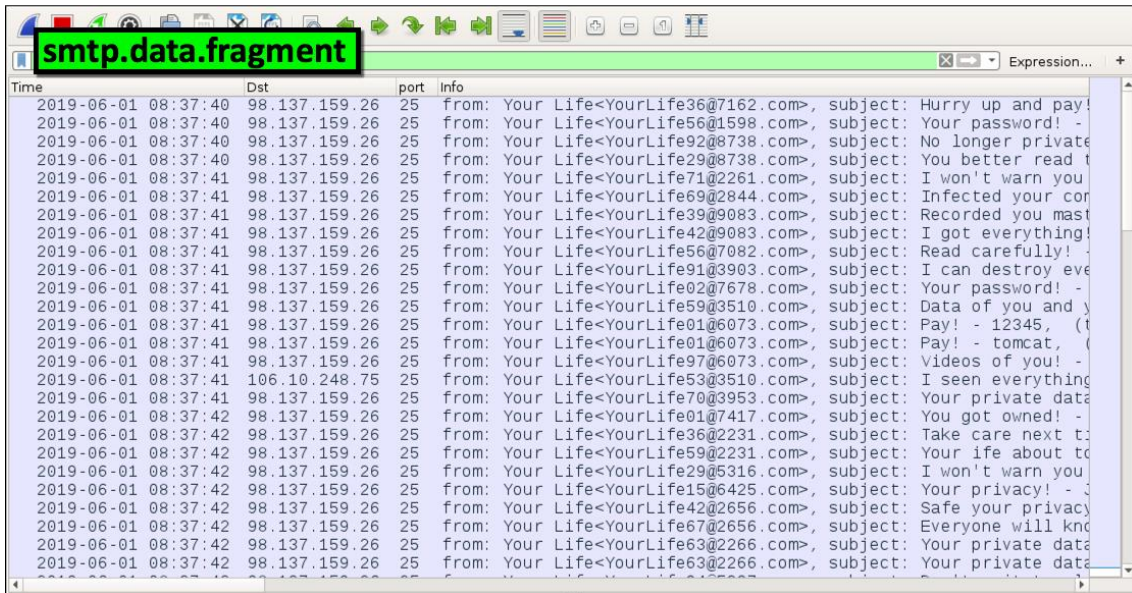 smtp.data.fragment
Expression... +
Time Dst port Info
2019-06-01 08:37:40 98.137.159.26 25 from: Your Life<YourLife36@7162.com>, subject: Hurry up and pay!
2019-06-01 08:37:40 98.137.159.26 25 from: Your Life<YourLife56@1598.com>, subject: Your password! -
2019-06-01 08:37:40 98.137.159.26 25 from: Your Life<YourLife92@8738.com>, subject: No longer private
2019-06-01 08:37:40 98.137.159.26 25 from: Your Life<YourLife29@8738.com>, subject: You better read t
2019-06-01 08:37:41 98.137.159.26 25 from: Your Life<YourLife71@2261.com>, subject: I won't warn you
2019-06-01 08:37:41 98.137.159.26 25 from: Your Life<YourLife69@2844.com>, subject: Infected your con
2019-06-01 08:37:41 98.137.159.26 25 from: Your Life<YourLife39@9083.com>, subject: Recorded you mast
2019-06-01 08:37:41 98.137.159.26 25 from: Your Life<YourLife42@9083.com>, subject: I got everything!
2019-06-01 08:37:41 98.137.159.26 25 from: Your Life<YourLife56@7082.com>, subject: Read carefully! -
2019-06-01 08:37:41 98.137.159.26 25 from: Your Life<YourLife91@3903.com>, subject: I can destroy eve
2019-06-01 08:37:41 98.137.159.26 25 from: Your Life<YourLife02@7678.com>, subject: Your password! -
2019-06-01 08:37:41 98.137.159.26 25 from: Your Life<YourLife59@3510.com>, subject: Data of you and y
2019-06-01 08:37:41 98.137.159.26 25 from: Your Life<YourLife01@6073.com>, subject: Pay! - 12345, (t
2019-06-01 08:37:41 98.137.159.26 25 from: Your Life<YourLife01@6073.com>, subject: Pay! - tomcat, (
2019-06-01 08:37:41 98.137.159.26 25 from: Your Life<YourLife97@6073.com>, subject: Videos of you! -
2019-06-01 08:37:41 106.10.248.75 25 from: Your Life<YourLife53@3510.com>, subject: I seen everything
2019-06-01 08:37:41 98.137.159.26 25 from: Your Life<YourLife70@3953.com>, subject: Your private data
2019-06-01 08:37:42 98.137.159.26 25 from: Your Life<YourLife01@7417.com>, subject: You got owned! -
2019-06-01 08:37:42 98.137.159.26 25 from: Your Life<YourLife36@2231.com>, subject: Take care next ti
2019-06-01 08:37:42 98.137.159.26 25 from: Your Life<YourLife59@2231.com>, subject: Your ife about to
2019-06-01 08:37:42 98.137.159.26 25 from: Your Life<YourLife29@5316.com>, subject: I won't warn you
2019-06-01 08:37:42 98.137.159.26 25 from: Your Life<YourLife15@6425.com>, subject: Your privacy! - J
2019-06-01 08:37:42 98.137.159.26 25 from: Your Life<YourLife42@2656.com>, subject: Safe your privacy
2019-06-01 08:37:42 98.137.159.26 25 from: Your Life<YourLife67@2656.com>, subject: Everyone will kno
2019-06-01 08:37:42 98.137.159.26 25 from: Your Life<YourLife63@2266.com>, subject: Your private data
2019-06-01 08:37:42 98.137.159.26 25 from: Your Life<YourLife63@2266.com>, subject: Your private data